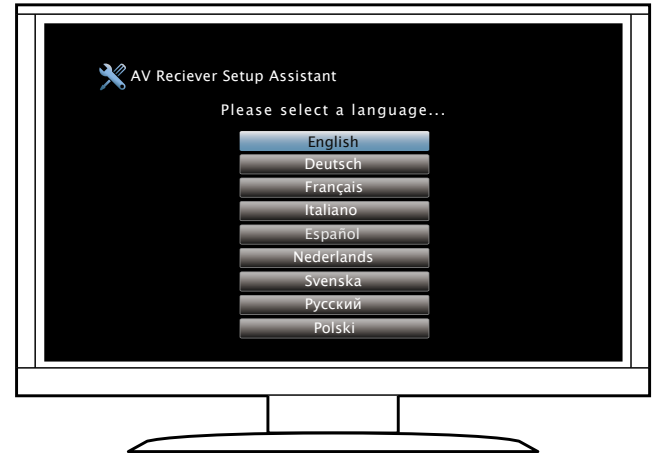 AV Reciever Setup Assistant
Please select a language...
English
Deutsch
Français
Italiano
Español
Nederlands
Svenska
Русский
Polski